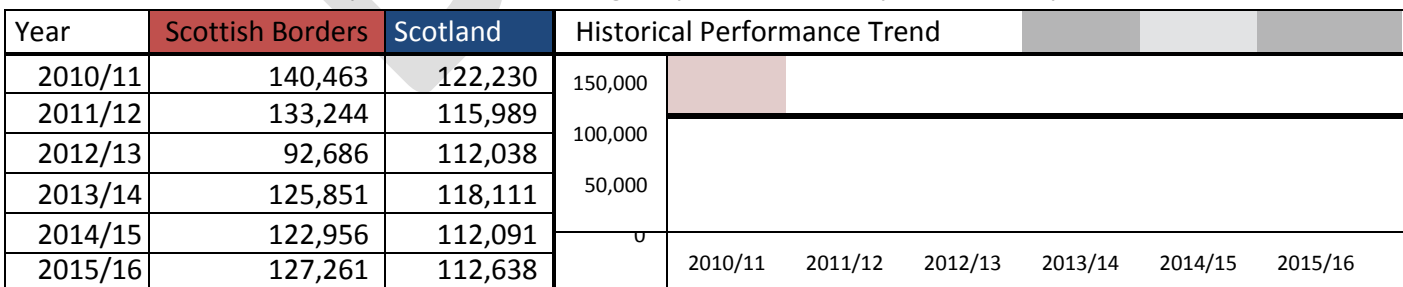 Year Scottish Borders Scotland Historical Performance Trend
2010/11 140,463 122,230
2011/12 133,244 115,989
2012/13 92,686 112,038
2013/14 125,851 118,111
2014/15 122,956 112,091
2015/16 127,261 112,638
150,000
100,000
50,000
0
2010/11 2011/12 2012/13 2013/14 2014/15 2015/16